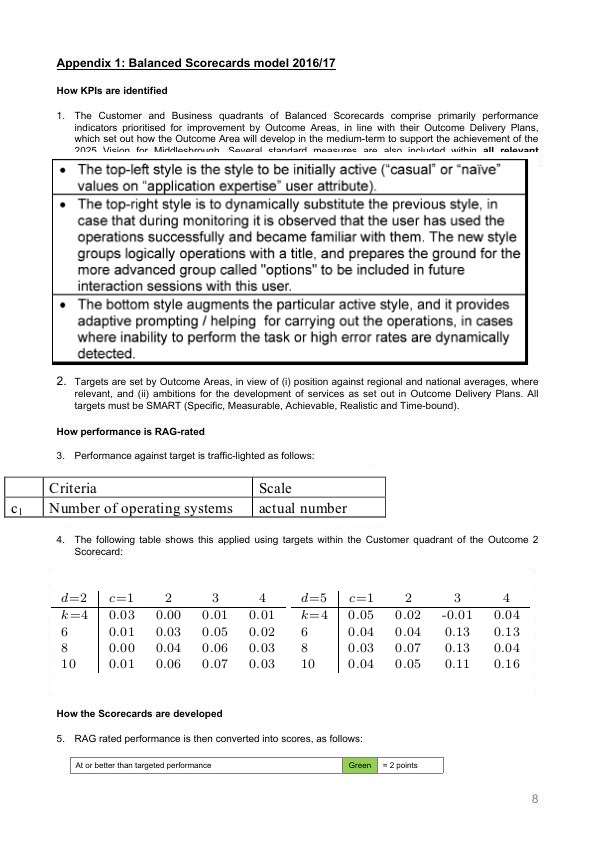 Appendix 1: Balanced Scorecards model 2016/17
How KPIs are identified
1. The Customer and Business quadrants of Balanced Scorecards comprise primarily performance
indicators prioritised for improvement by Outcome Areas, in line with their Outcome Delivery Plans,
which set out how the Outcome Area will develop in the medium-term to support the achievement of the
2025 Vision for Middlesbrough. Several standard measures are also included within all relevant
• The top-left style is the style to be initially active (“casual” or “naïve”
values on “application expertise” user attribute).
• The top-right style is to dynamically substitute the previous style, in
case that during monitoring it is observed that the user has used the
operations successfully and became familiar with them. The new style
groups logically operations with a title, and prepares the ground for the
more advanced group called "options" to be included in future
interaction sessions with this user.
• The bottom style augments the particular active style, and it provides
adaptive prompting / helping for carrying out the operations, in cases
where inability to perform the task or high error rates are dynamically
detected.
2. Targets are set by Outcome Areas, in view of (i) position against regional and national averages, where
relevant, and (ii) ambitions for the development of services as set out in Outcome Delivery Plans. All
targets must be SMART (Specific, Measurable, Achievable, Realistic and Time-bound).
How performance is RAG-rated
3. Performance against target is traffic-lighted as follows:
Criteria Scale
c1 Number of operating systems actual number
4. The following table shows this applied using targets within the Customer quadrant of the Outcome 2
Scorecard:
d=2 c=1 2 3 4 d=5 c=1 2 3 4
k=4 0.03 0.00 0.01 0.01 k=4 0.05 0.02 -0.01 0.04
6 0.01 0.03 0.05 0.02 6 0.04 0.04 0.13 0.13
8 0.00 0.04 0.06 0.03 8 0.03 0.07 0.13 0.04
10 0.01 0.06 0.07 0.03 10 0.04 0.05 0.11 0.16
How the Scorecards are developed
5. RAG rated performance is then converted into scores, as follows:
At or better than targeted performance Green = 2 points
8